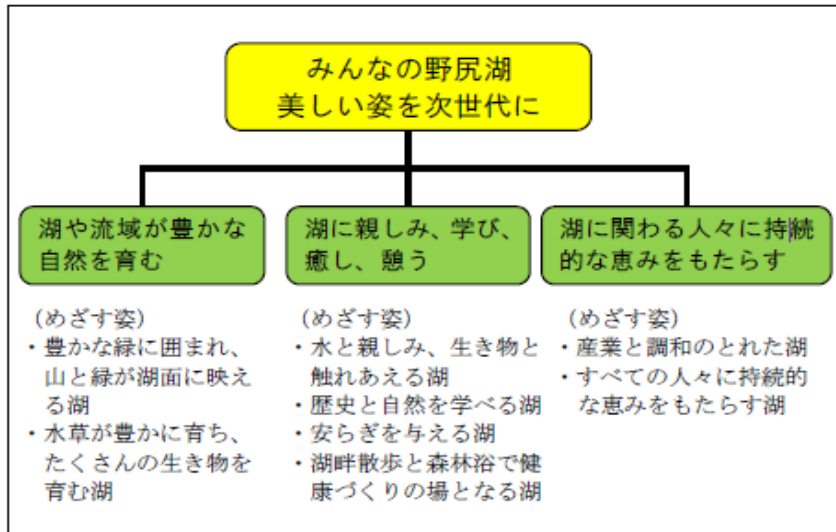 みんなの野尻湖
美しい姿を次世代に
湖や流域が豊かな
自然を育む
（めざす姿）
・豊かな緑に囲まれ、
山と緑が湖面に映え
る湖
・水草が豊かに育ち、
たくさんの生き物を
育む湖
湖に親しみ、学び、
癒し、憩う
（めざす姿）
・水と親しみ、生き物と
触れあえる湖
・歴史と自然を学べる湖
・安らぎを与える湖
・湖畔散歩と森林浴で健
康づくりの場となる湖
湖に関わる人々に持続
的な恵みをもたらす
（めざす姿）
・産業と調和のとれた湖
・すべての人々に持続的
な恵みをもたらす湖